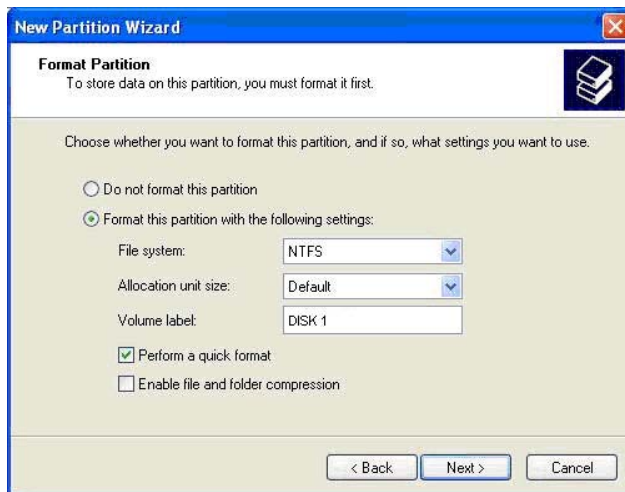 New Partition Wizard
Format Partition
To store data on this partition, you must format it first.
Choose whether you want to format this partition, and if so, what settings you want to use.
Do not format this partition
Format this partition with the following settings:
File system: NTFS
Allocation unit size: Default
Volume label: DISK 1
Perform a quick format
Enable file and folder compression
< Back Next > Cancel